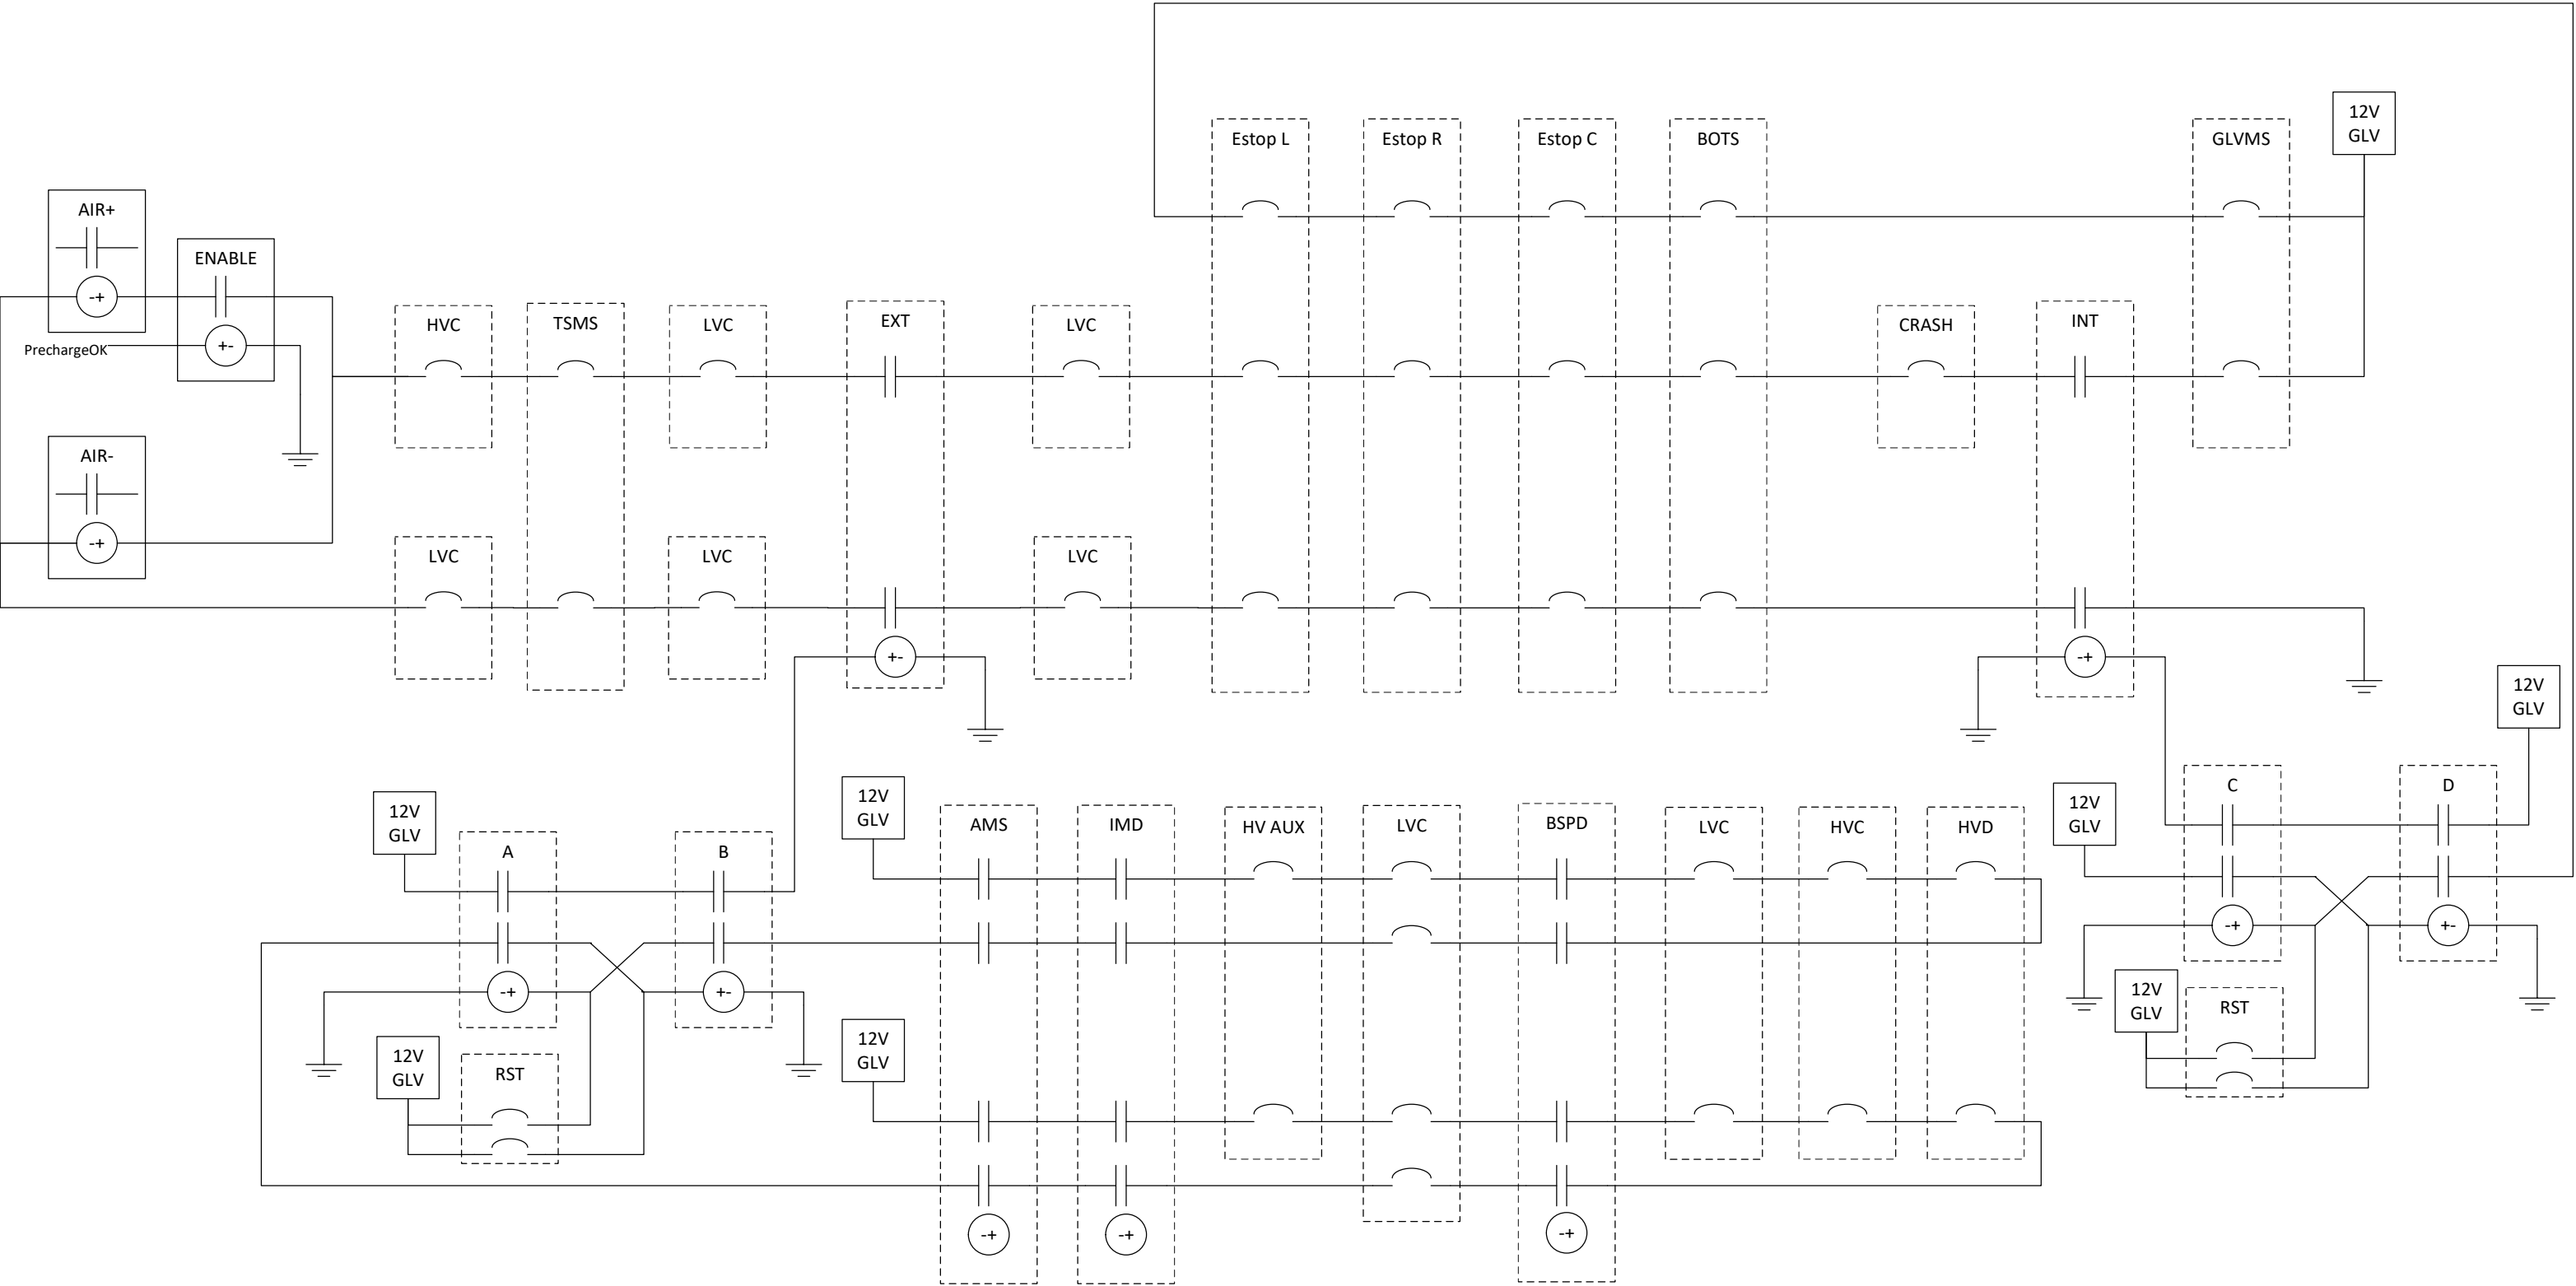 12V
GLV
Estop L
Estop R
Estop C
BOTS
GLVMS
AIR+
-+
ENABLE
+-
PrechargeOK
HVC
TSMS
LVC
EXT
LVC
CRASH
INT
AIR-
-+
LVC
LVC
LVC
+-
-+
12V
GLV
12V
GLV
A
B
-+
+-
12V
GLV
RST
12V
GLV
AMS
IMD
HV AUX
LVC
BSPD
LVC
HVC
HVD
12V
GLV
-+
-+
-+
12V
GLV
C
D
-+
+-
12V
GLV
RST